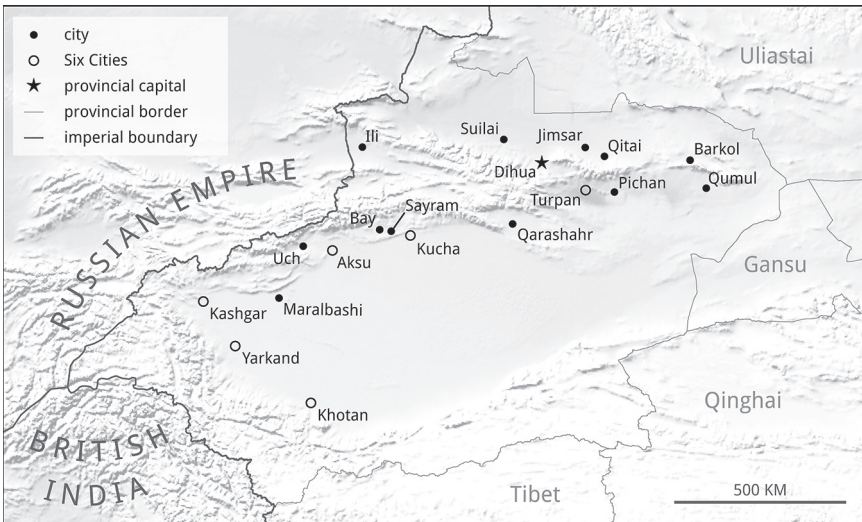 city
Six Cities
provincial capital
provincial border
imperial boundary
Uliastai
Ili
Suilai
Jimsar
Qitai
Barkol
Dihua
Qumul
Pichan
Turpan
RUSSIAN EMPIRE
Sayram
Bay
Qarashahr
Kucha
Uch
Aksu
Gansu
Kashgar
Maralbashi
Yarkand
Qinghai
Khotan
BRITISH
INDIA
Tibet
500 KM